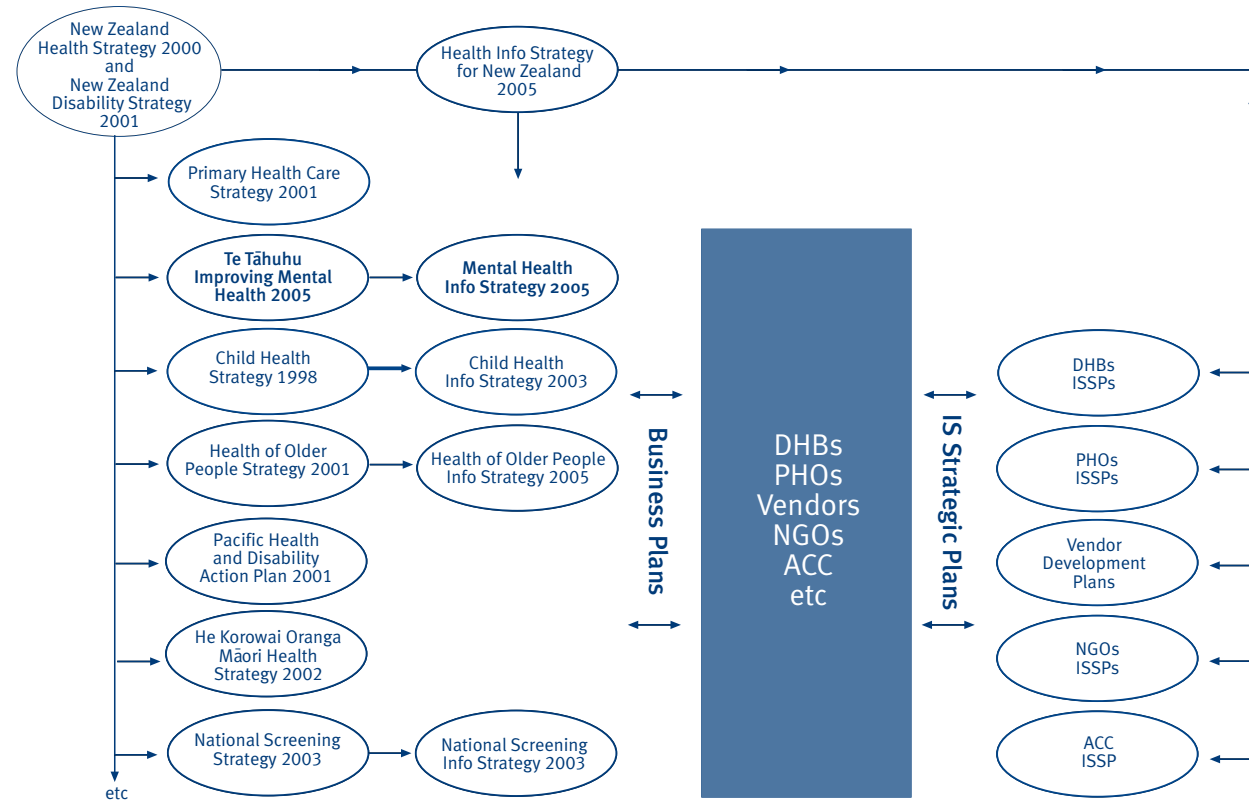 New Zealand
Health Strategy 2000
and
New Zealand
Disability Strategy
2001
Health Info Strategy
for New Zealand
2005
Primary Health Care
Strategy 2001
Te Tāhuhu
Improving Mental
Health 2005
Mental Health
Info Strategy 2005
Child Health
Strategy 1998
Child Health
Info Strategy 2003
Health of Older
People Strategy 2001
Health of Older People
Info Strategy 2005
Pacific Health
and Disability
Action Plan 2001
He Korowai Oranga
Māori Health
Strategy 2002
National Screening
Strategy 2003
National Screening
Info Strategy 2003
etc
Business Plans
DHBs
PHOs
Vendors
NGOs
ACC
etc
IS Strategic Plans
DHBs
ISSPs
PHOs
ISSPs
Vendor
Development
Plans
NGOs
ISSPs
ACC
ISSP